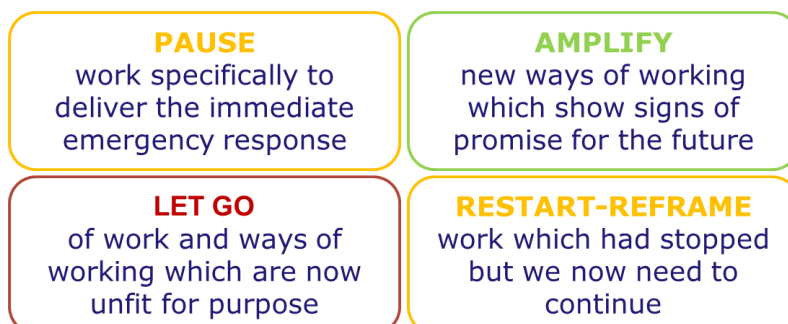 PAUSE
work specifically to
deliver the immediate
emergency response
AMPLIFY
new ways of working
which show signs of
promise for the future
LET GO
of work and ways of
working which are now
unfit for purpose
RESTART-REFRAME
work which had stopped
but we now need to
continue